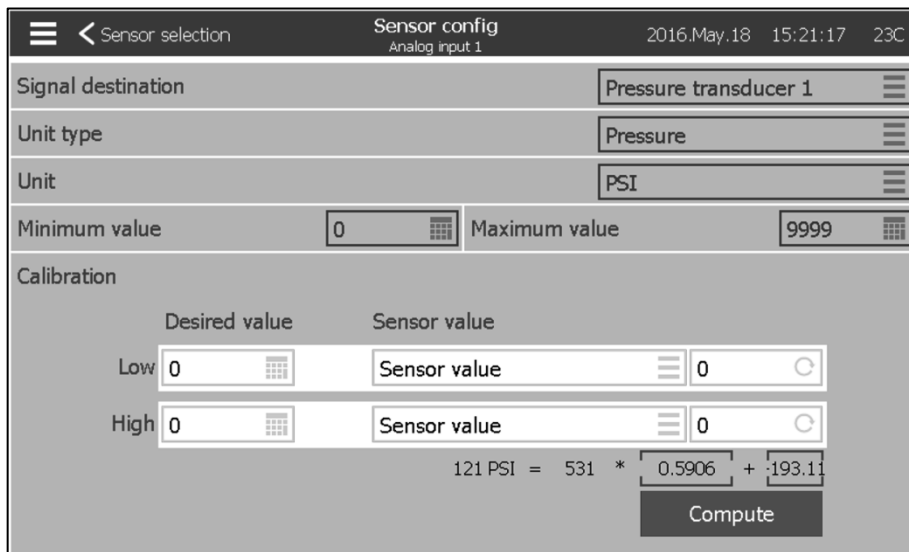 Sensor selection Sensor config 2016.May.18 15:21:17 23C
Analog input 1
Signal destination Pressure transducer 1
Unit type Pressure
Unit PSI
Minimum value 0 Maximum value 9999
Calibration
Desired value Sensor value
Low 0 Sensor value 0
High 0 Sensor value 0
121 PSI = 531 * 0.5906 + -193.11
Compute